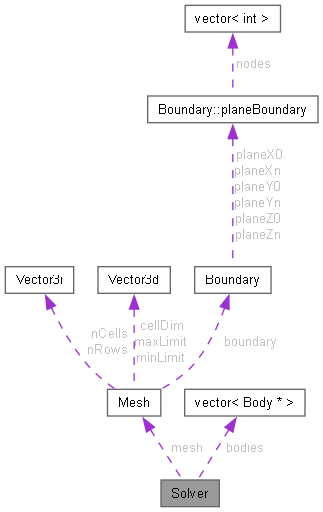 vector< int >
nodes
Boundary::planeBoundary
planeX0
planeXn
planeY0
planeYn
planeZ0
planeZn
Vector3i
Vector3d
Boundary
nCells
nRows
cellDim
maxLimit
minLimit
boundary
Mesh
vector< Body * >
mesh
bodies
Solver